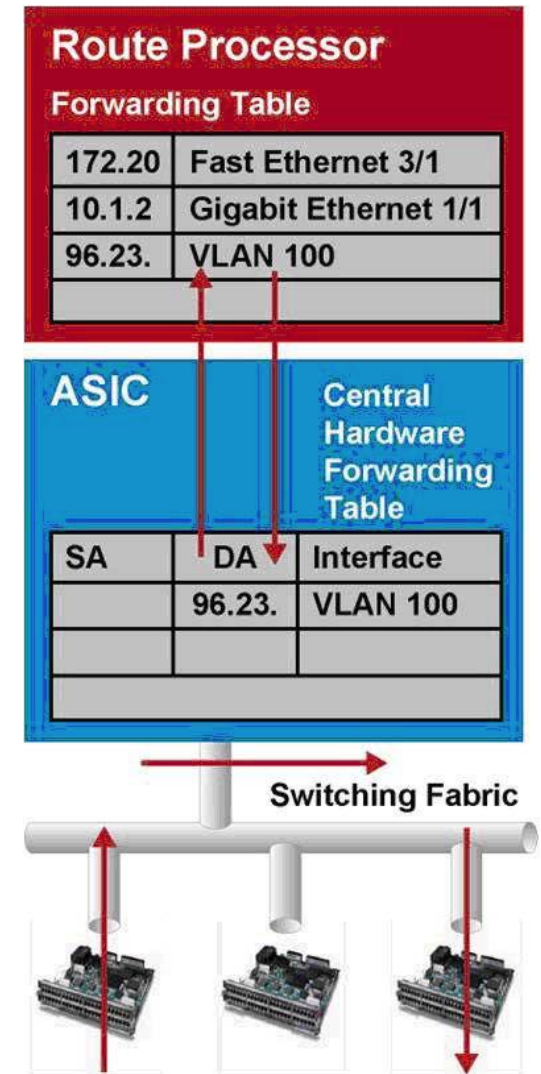 Route Processor
Forwarding Table
172.20 Fast Ethernet 3/1
10.1.2 Gigabit Ethernet 1/1
96.23. VLAN 100
ASIC
Central
Hardware
Forwarding
Table
SA DA Interface
96.23. VLAN 100
Switching Fabric